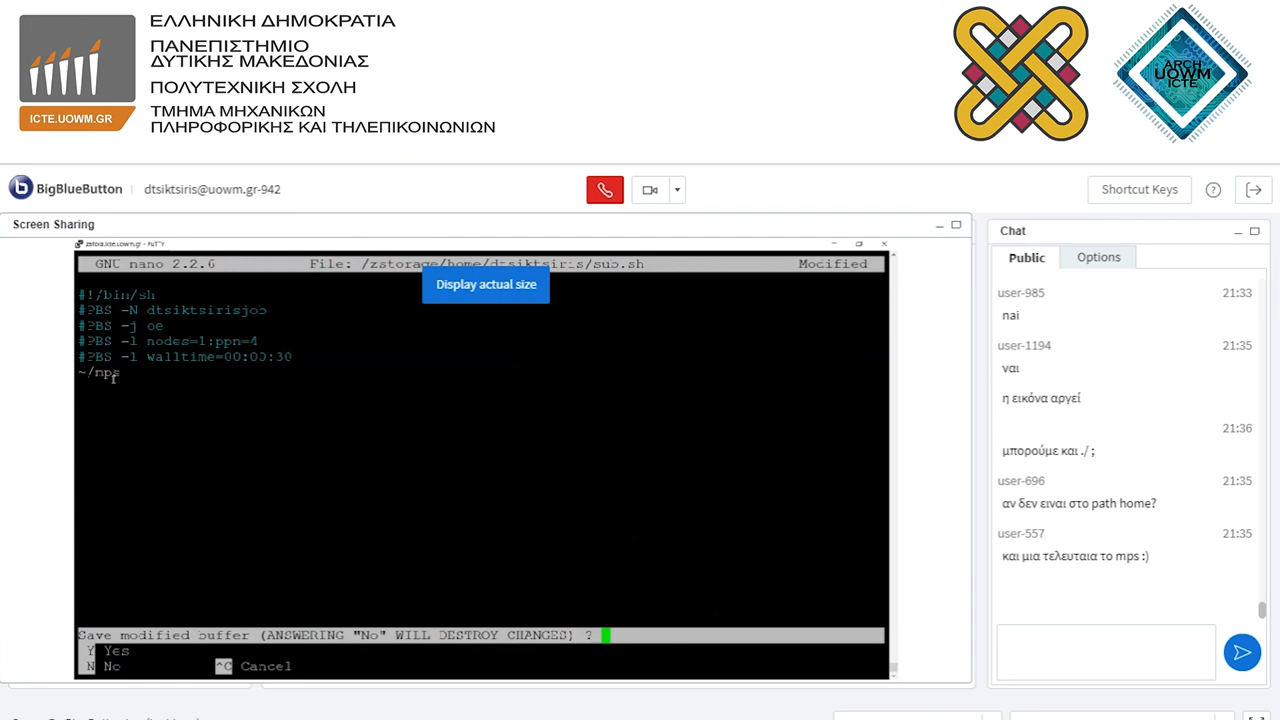 ΕΛΛΗΝΙΚΗ ΔΗΜΟΚΡΑΤΙΑ
ΠΑΝΕΠΙΣΤΗΜΙΟ
ΔΥΤΙΚΗΣ ΜΑΚΕΔΟΝΙΑΣ
ΠΟΛΥΤΕΧΝΙΚΗ ΣΧΟΛΗ
ΤΜΗΜΑ ΜΗΧΑΝΙΚΩΝ
ΠΛΗΡΟΦΟΡΙΚΗΣ ΚΑΙ ΤΗΛΕΠΙΚΟΙΝΩΝΙΩΝ
ICTE.UOWM.GR
ARCH
UOWM
ICTE
BigBlueButton
dtsiktsiris@uowm.gr-942
Shortcut Keys
Screen Sharing
GNU nano 2.2.6 File: /zstorage/home/dtsiktsiris/sub.sh Modified
Display actual size
#!/bin/sh
#PBS -N dtsiktsirisjob
#PBS -j oe
#PBS -l nodes=1:ppn=4
#PBS -l walltime=00:00:30
~/mps
Save modified buffer (ANSWERING "No" WILL DESTROY CHANGES) ?
Y Yes
N No ^C Cancel
Chat
Public Options
user-985 21:33
nai
user-1194 21:35
ναι
η εικόνα αργεί
21:36
μπορούμε και ./ ;
user-696 21:35
αν δεν ειναι στο path home?
user-557 21:35
και μια τελευταια το mps :)